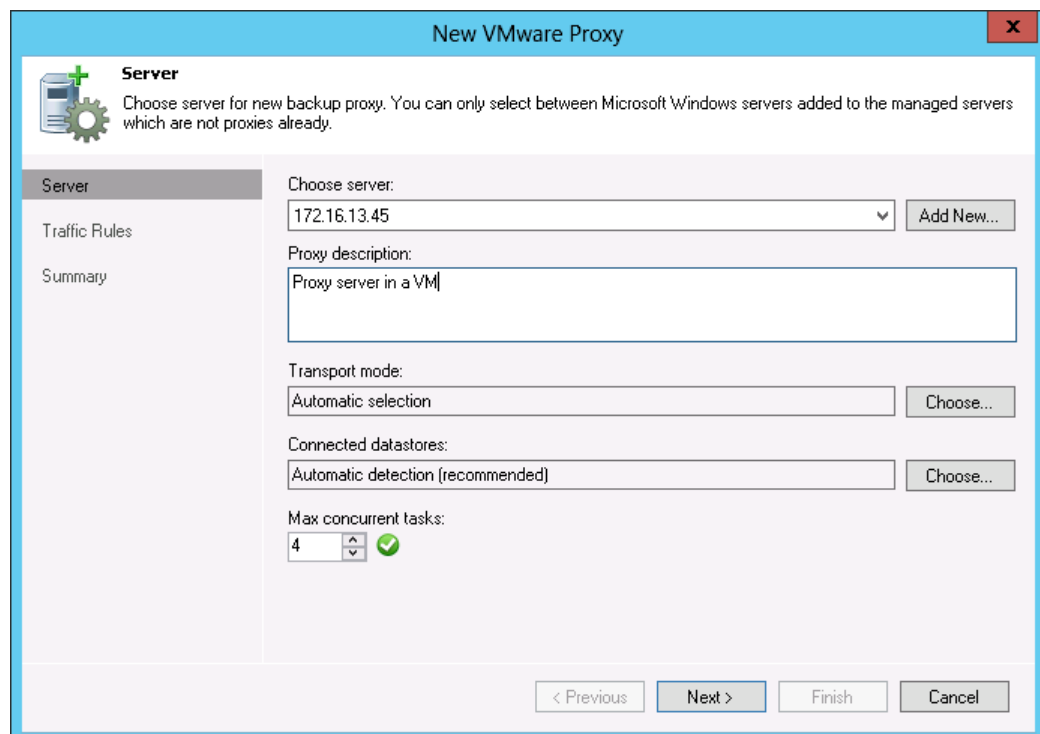 New VMware Proxy
x
Server
Choose server for new backup proxy. You can only select between Microsoft Windows servers added to the managed servers
which are not proxies already.
Server
Traffic Rules
Summary
Choose server:
172.16.13.45
Add New...
Proxy description:
Proxy server in a VM
Transport mode:
Automatic selection
Choose...
Connected datastores:
Automatic detection (recommended)
Choose...
Max concurrent tasks:
4
< Previous
Next >
Finish
Cancel